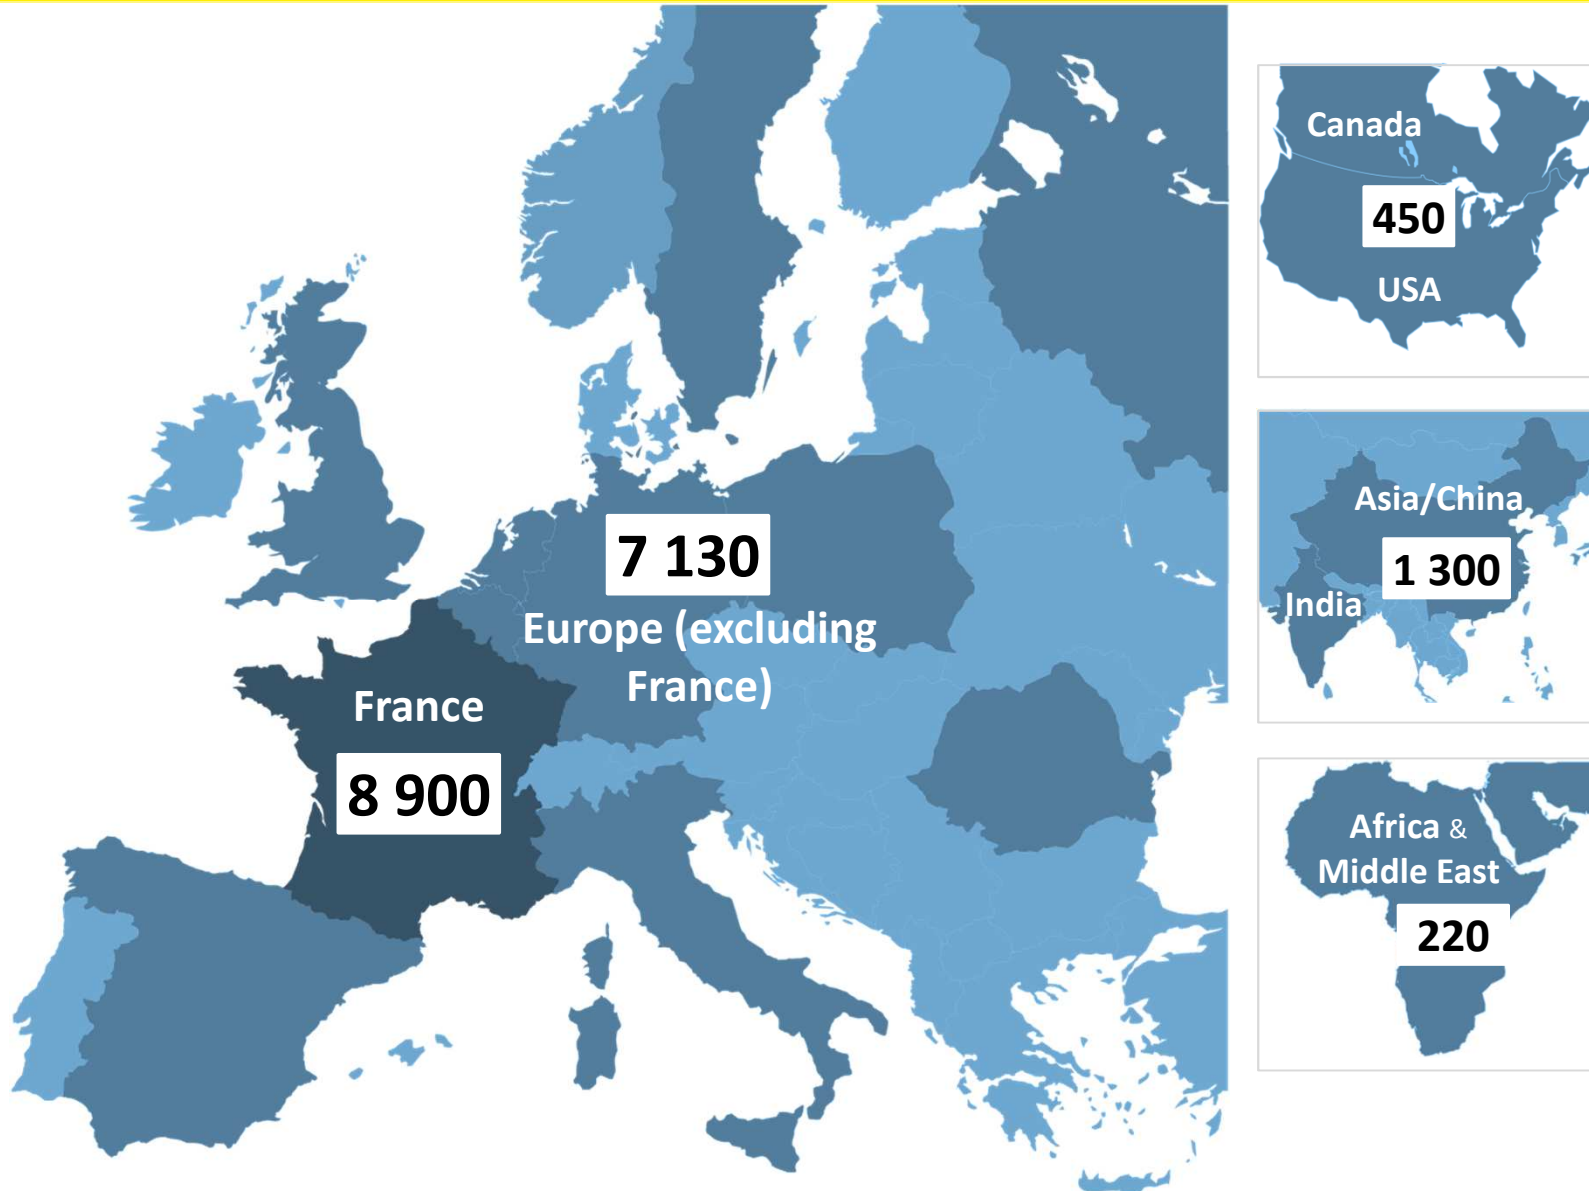 7 130
Europe (excluding
France)
France
8 900
Canada
450
USA
Asia/China
1 300
India
Africa &
Middle East
220